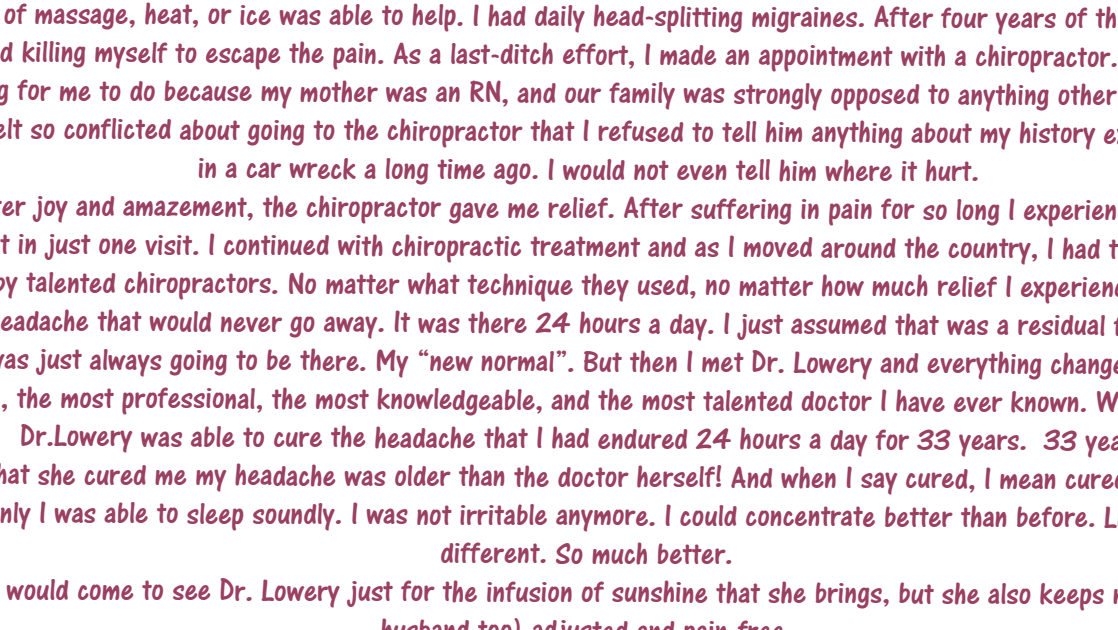 of massage, heat, or ice was able to help. I had daily head-splitting migraines. After four years of th
d killing myself to escape the pain. As a last-ditch effort, I made an appointment with a chiropractor.
g for me to do because my mother was an RN, and our family was strongly opposed to anything other
elt so conflicted about going to the chiropractor that I refused to tell him anything about my history e
in a car wreck a long time ago. I would not even tell him where it hurt.
er joy and amazement, the chiropractor gave me relief. After suffering in pain for so long I experien
t in just one visit. I continued with chiropractic treatment and as I moved around the country, I had t
by talented chiropractors. No matter what technique they used, no matter how much relief I experienc
eadache that would never go away. It was there 24 hours a day. I just assumed that was a residual
was just always going to be there. My “new normal”. But then I met Dr. Lowery and everything change
, the most professional, the most knowledgeable, and the most talented doctor I have ever known. W
Dr.Lowery was able to cure the headache that I had endured 24 hours a day for 33 years. 33 yea
hat she cured me my headache was older than the doctor herself! And when I say cured, I mean cured
nly I was able to sleep soundly. I was not irritable anymore. I could concentrate better than before. L
different. So much better.
would come to see Dr. Lowery just for the infusion of sunshine that she brings, but she also keeps
husband too) adjusted and pain free